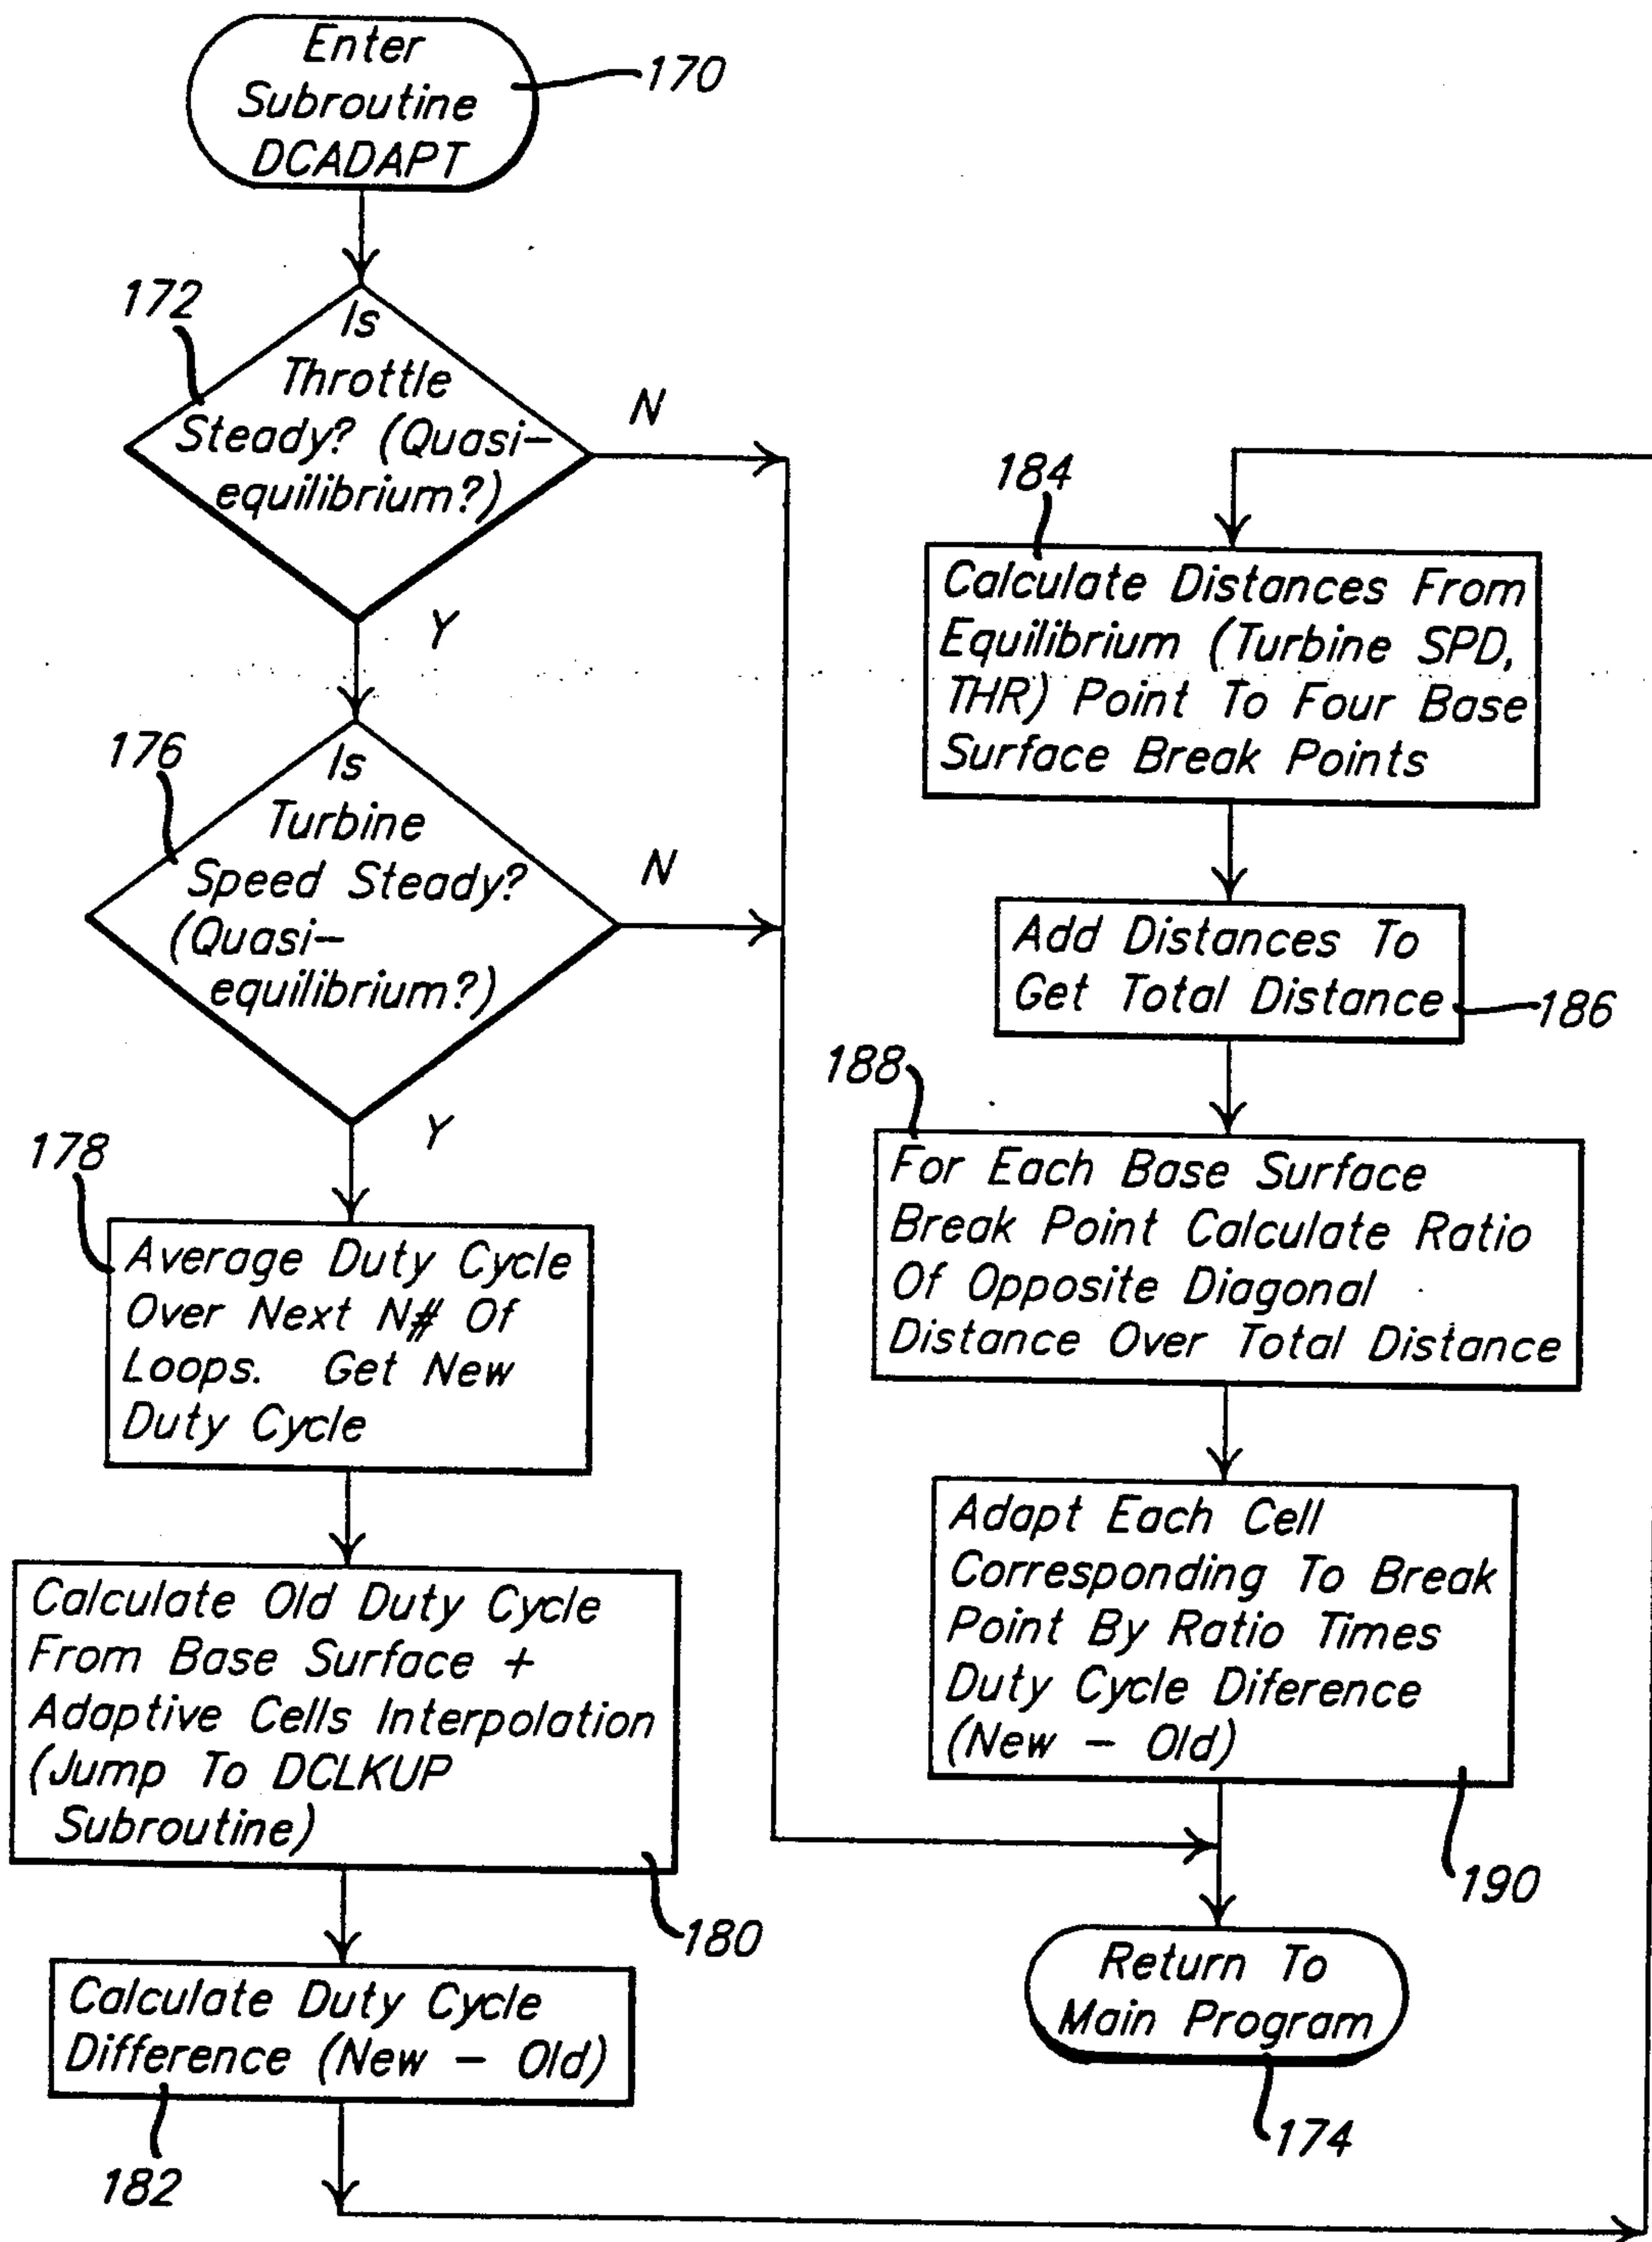 Enter
Subroutine
DCADAPT
170
172
Is
Throttle
Steady? (Quasi-
equilibrium?)
N
Y
176
Is
Turbine
Speed Steady?
(Quasi-
equilibrium?)
N
Y
178
Average Duty Cycle
Over Next N# Of
Loops. Get New
Duty Cycle
Calculate Old Duty Cycle
From Base Surface +
Adaptive Cells Interpolation
(Jump To DCLKUP
Subroutine)
180
Calculate Duty Cycle
Difference (New - Old)
182
184
Calculate Distances From
Equilibrium (Turbine SPD,
THR) Point To Four Base
Surface Break Points
Add Distances To
Get Total Distance
186
188
For Each Base Surface
Break Point Calculate Ratio
Of Opposite Diagonal
Distance Over Total Distance
Adapt Each Cell
Corresponding To Break
Point By Ratio Times
Duty Cycle Diference
(New - Old)
190
Return To
Main Program
174